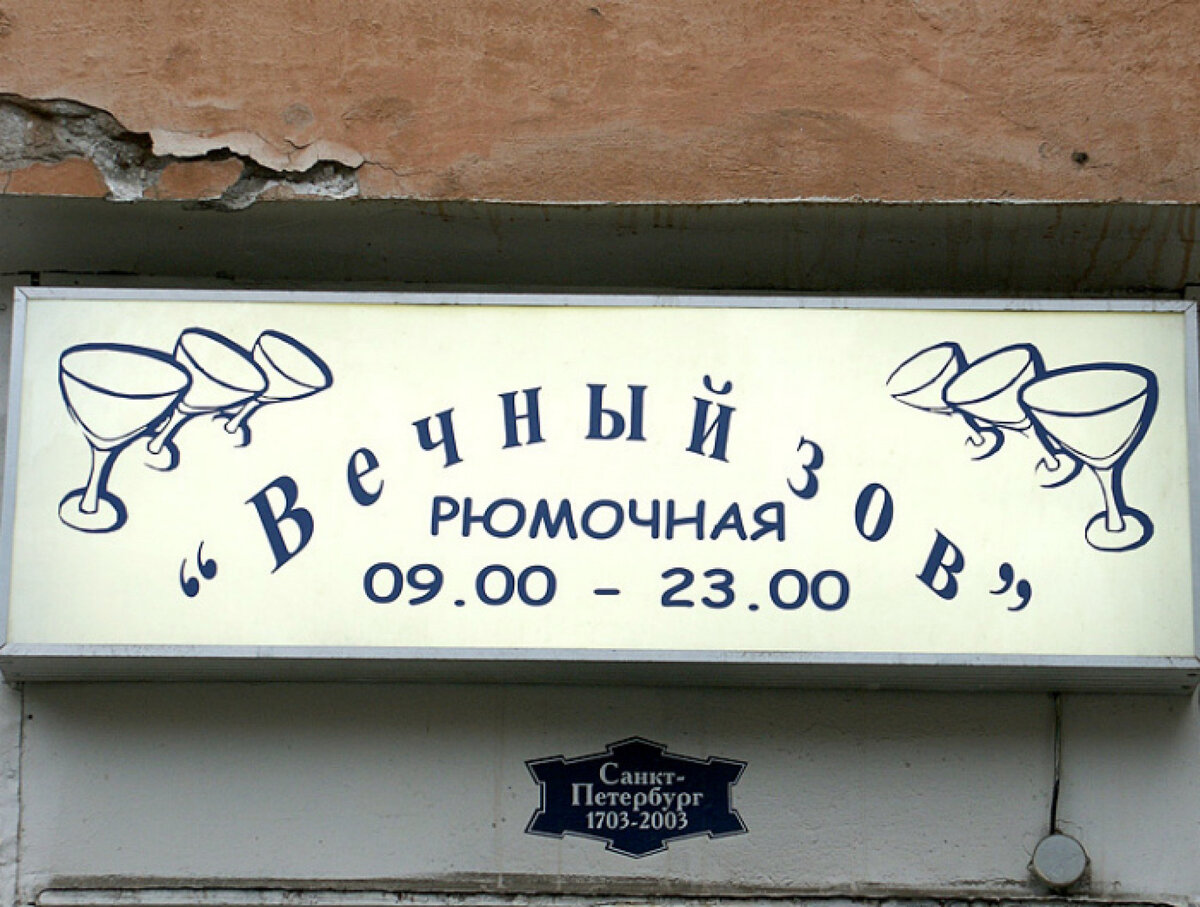 “Вечный зов”
РЮМОЧНАЯ
09.00 – 23.00
Санкт-
Петербург
1703-2003